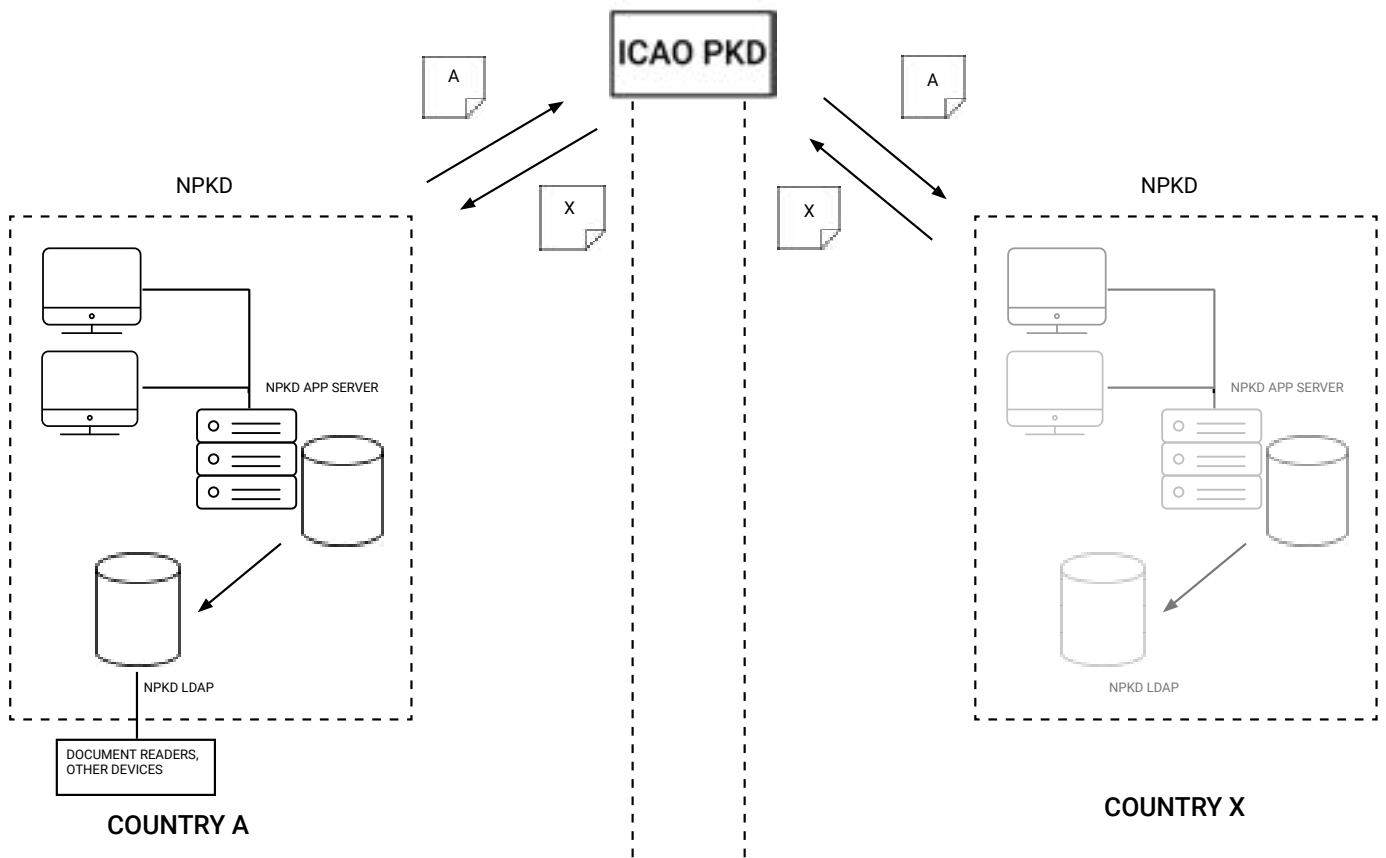 ICAO PKD
A
A
NPKD
X
X
NPKD
NPKD APP SERVER
NPKD APP SERVER
NPKD LDAP
NPKD LDAP
DOCUMENT READERS,
OTHER DEVICES
COUNTRY A
COUNTRY X